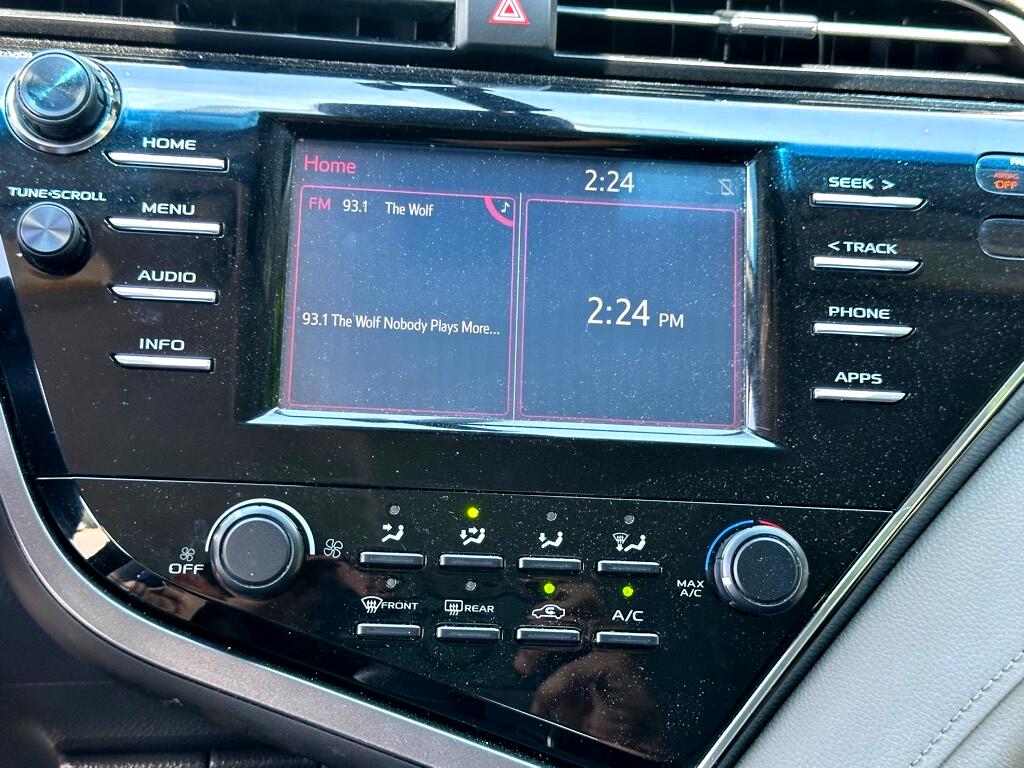 HOME
TUNE•SCROLL
MENU
AUDIO
INFO
Home
2:24
FM 93.1 The Wolf
93.1 The Wolf Nobody Plays More...
2:24 PM
SEEK >
< TRACK
PHONE
APPS
AIRBAG
OFF
OFF
FRONT
REAR
A/C
MAX
A/C